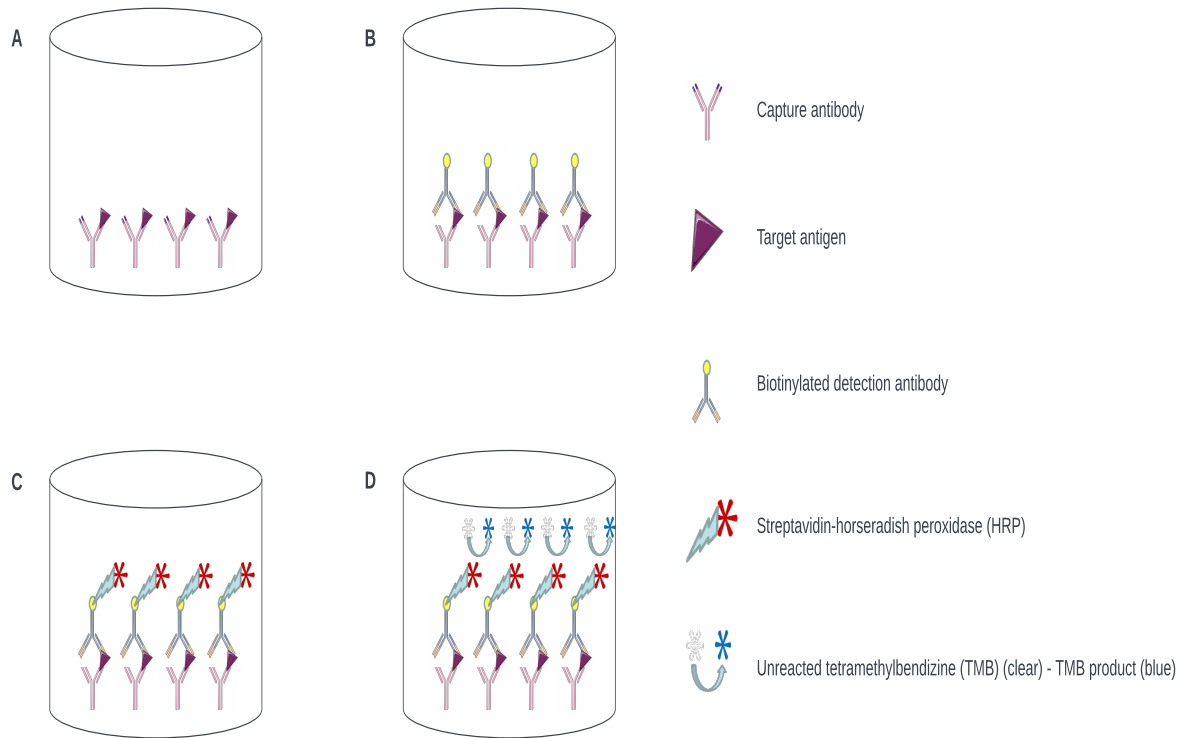 A
B
Capture antibody
Target antigen
Biotinylated detection antibody
C
D
Streptavidin-horseradish peroxidase (HRP)
Unreacted tetramethylbendizine (TMB) (clear) - TMB product (blue)